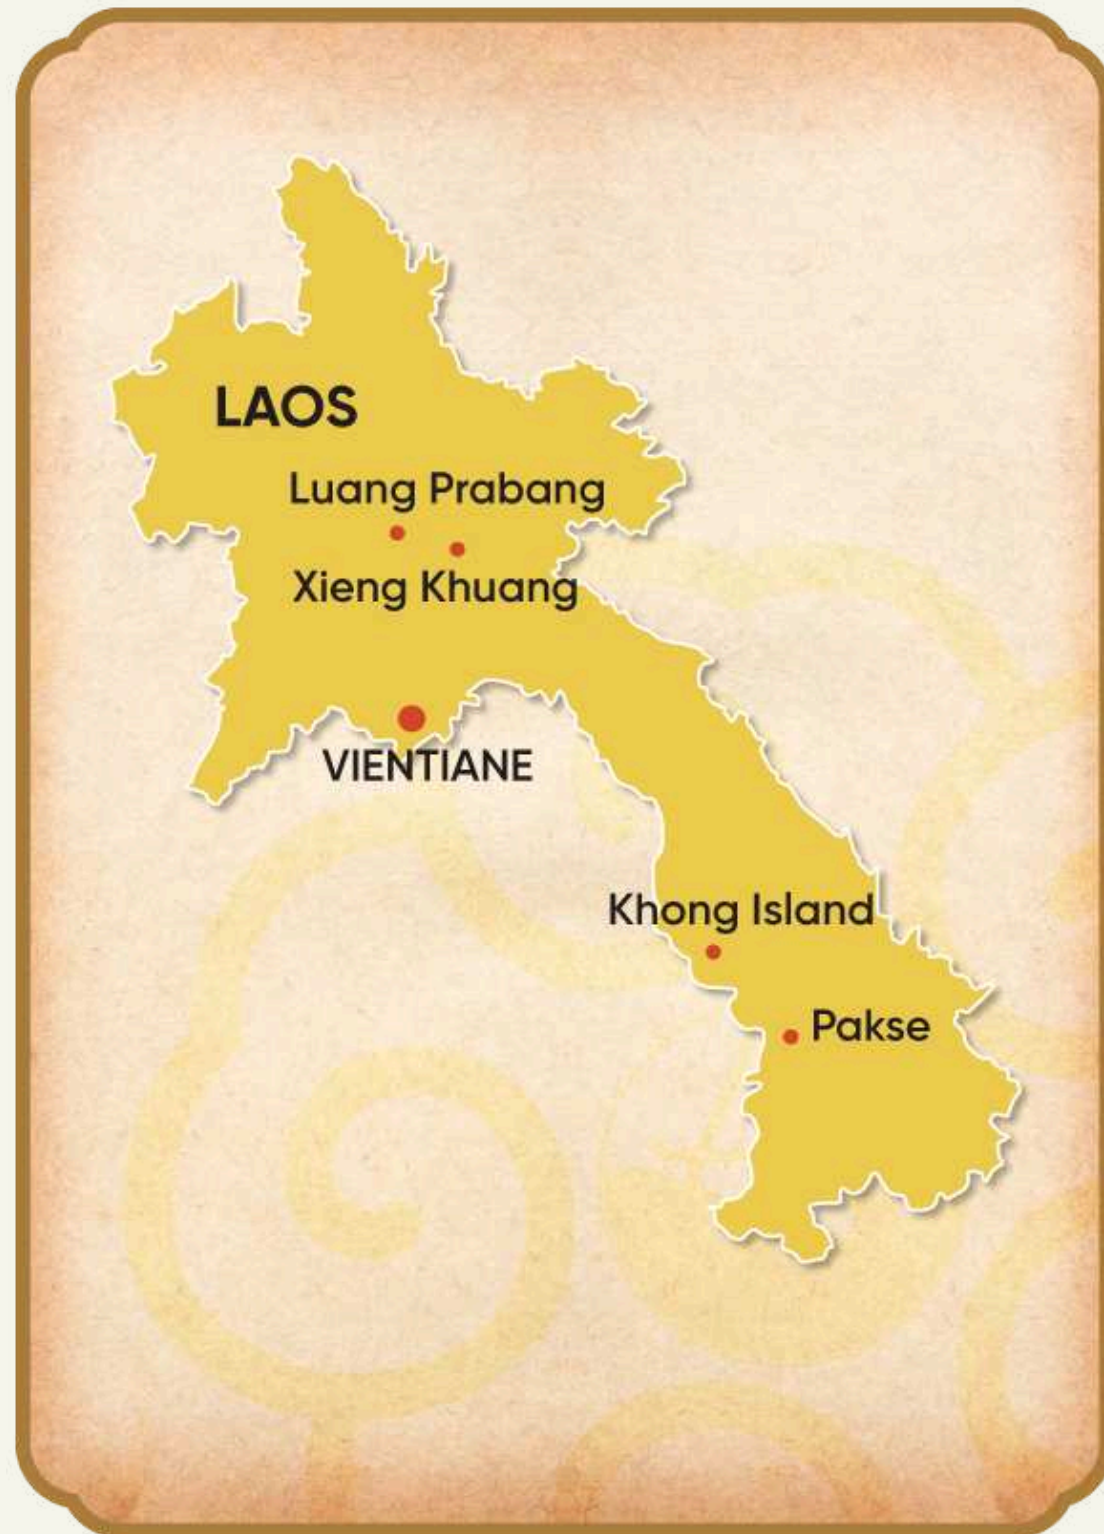 LAOS
Luang Prabang
Xieng Khuang
VIENTIANE
Khong Island
Pakse